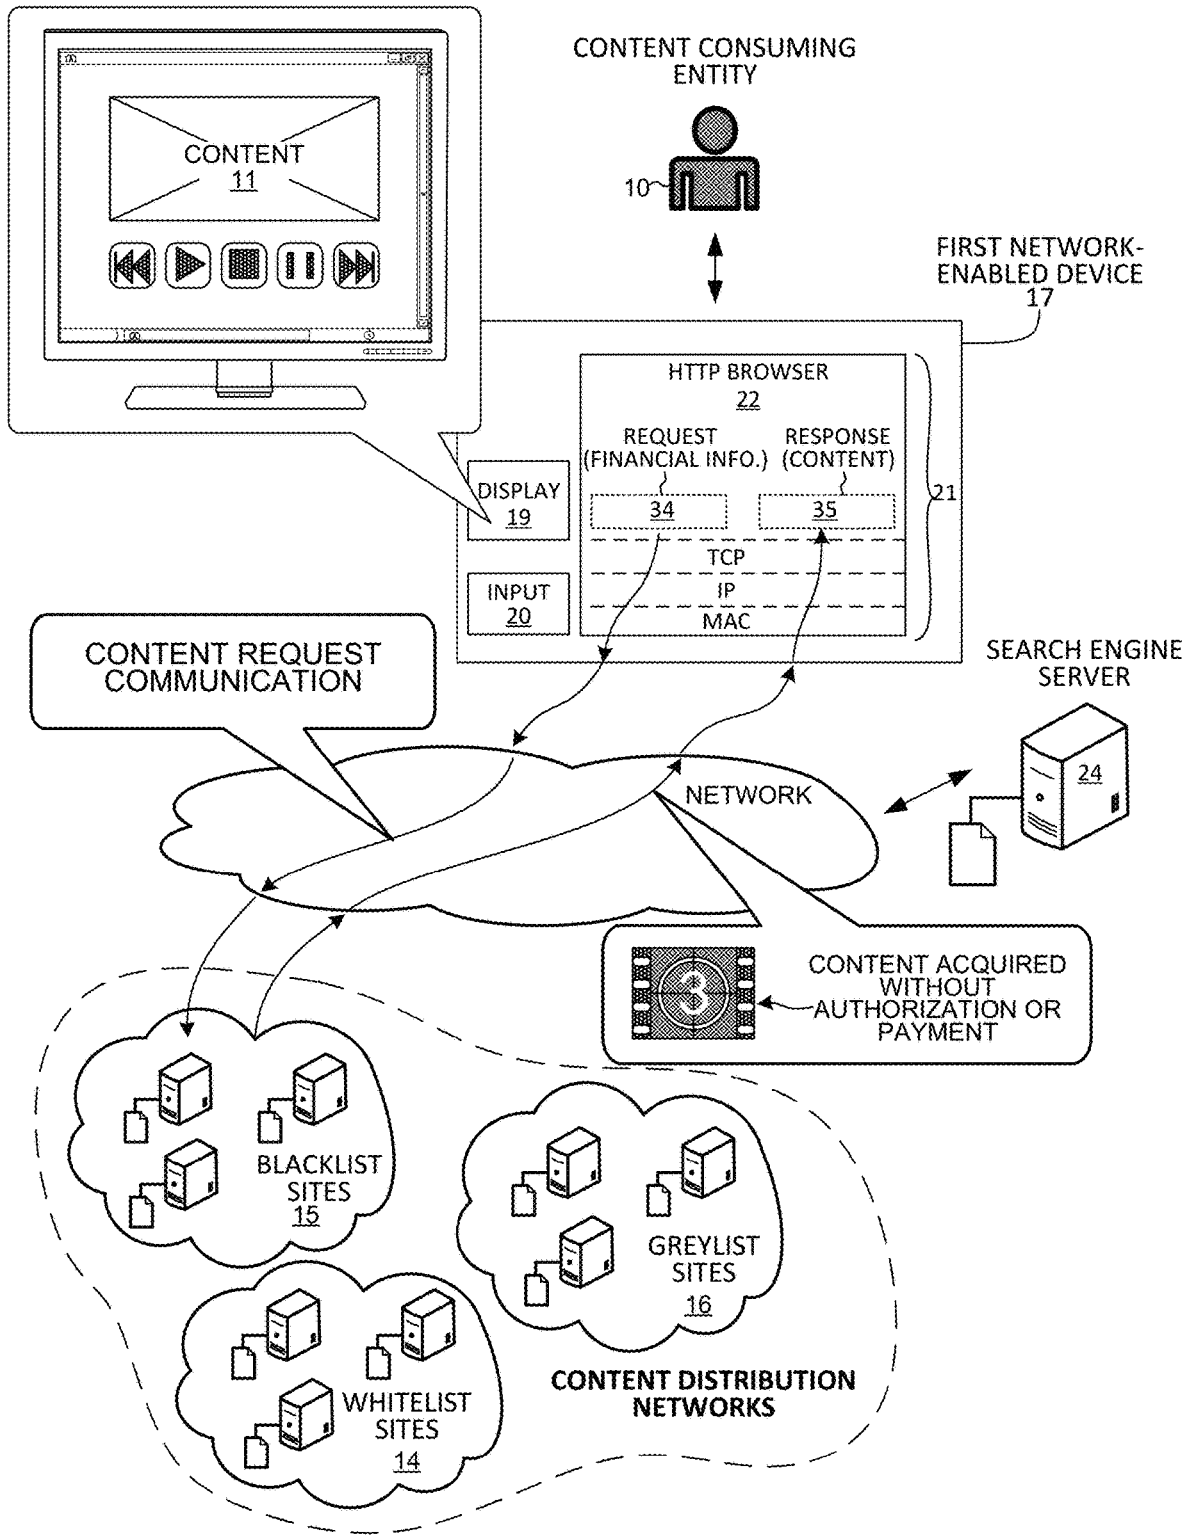 CONTENT CONSUMING
ENTITY
CONTENT
11
10
FIRST NETWORK-
ENABLED DEVICE
17
HTTP BROWSER
22
REQUEST
(FINANCIAL INFO.)
RESPONSE
(CONTENT)
34
35
21
DISPLAY
19
TCP
IP
MAC
INPUT
20
CONTENT REQUEST
COMMUNICATION
SEARCH ENGINE
SERVER
24
NETWORK
3
CONTENT ACQUIRED
WITHOUT
AUTHORIZATION OR
PAYMENT
BLACKLIST
SITES
15
GREYLIST
SITES
16
WHITELIST
SITES
14
CONTENT DISTRIBUTION
NETWORKS